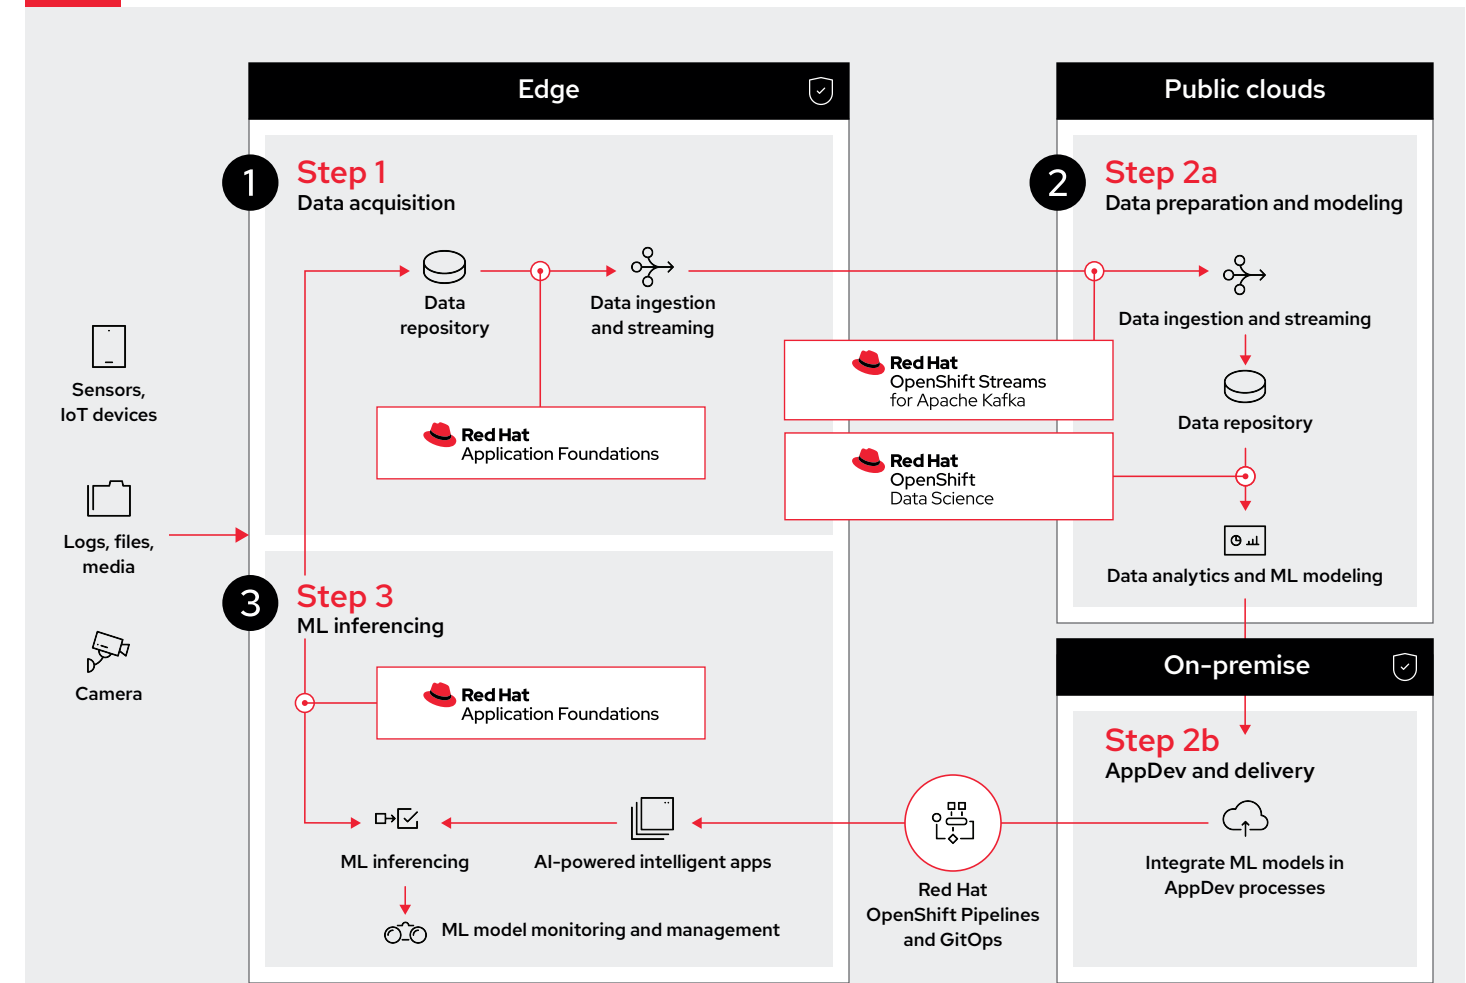 Edge
Public clouds
1
Step 1
Data acquisition
2
Step 2a
Data preparation and modeling
Data
repository
Data ingestion
and streaming
Data ingestion and streaming
Sensors,
IoT devices
Red Hat
OpenShift Streams
for Apache Kafka
Data repository
Red Hat
Application Foundations
Red Hat
OpenShift
Data Science
Logs, files,
media
Data analytics and ML modeling
3
Step 3
ML inferencing
Camera
Red Hat
Application Foundations
On-premise
Step 2b
AppDev and delivery
ML inferencing
AI-powered intelligent apps
Integrate ML models in
AppDev processes
Red Hat
OpenShift Pipelines
and GitOps
ML model monitoring and management